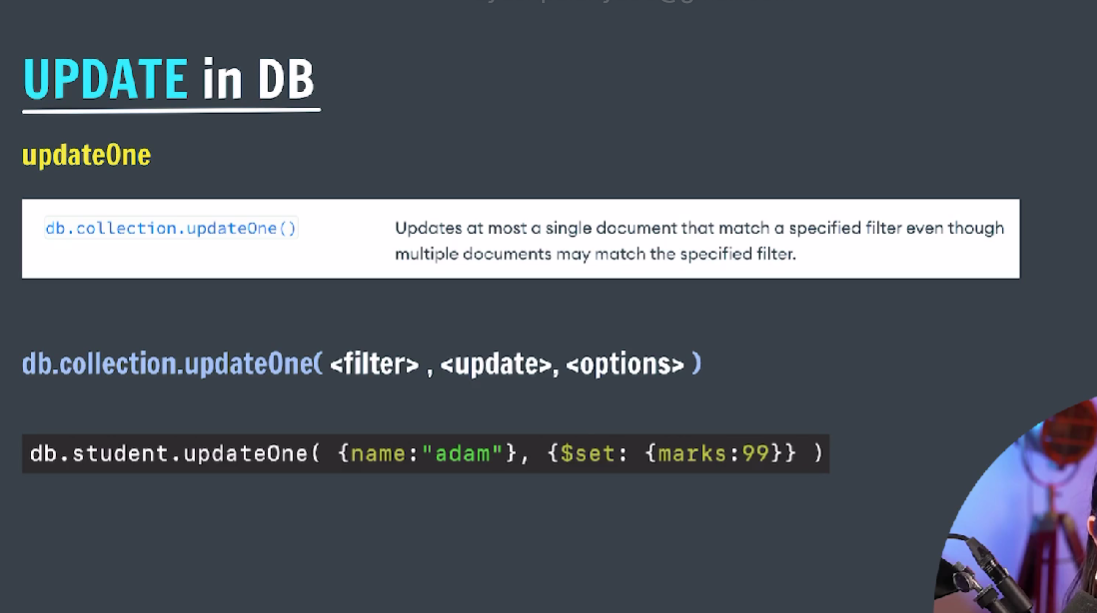 UPDATE in DB
updateOne
db.collection.updateOne()
Updates at most a single document that match a specified filter even though
multiple documents may match the specified filter.
db.collection.updateOne( <filter> , <update>, <options> )
db.student.updateOne( {name:"adam"}, {$set: {marks:99}} )